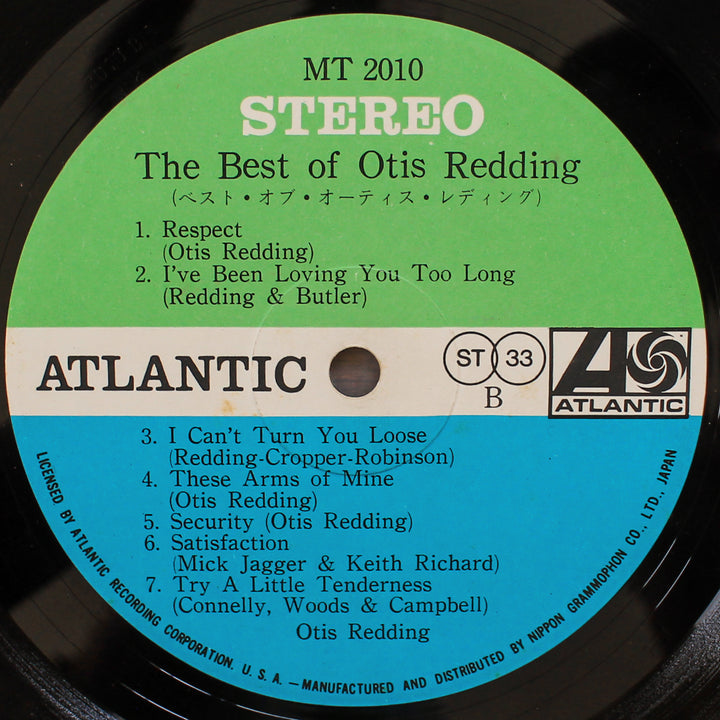 MT 2010
STEREO
The Best of Otis Redding
(ベスト・オブ・オーティス・レディング)
1. Respect
(Otis Redding)
2. I've Been Loving You Too Long
(Redding & Butler)
ATLANTIC
ST 33
B
ATLANTIC
3. I Can't Turn You Loose
(Redding-Cropper-Robinson)
4. These Arms of Mine
(Otis Redding)
5. Security (Otis Redding)
6. Satisfaction
(Mick Jagger & Keith Richard)
7. Try A Little Tenderness
(Connelly, Woods & Campbell)
Otis Redding
LICENSED BY ATLANTIC RECORDING CORPORATION, U. S. A. —MANUFACTURED AND DISTRIBUTED BY NIPPON GRAMMOPHON CO., LTD., JAPAN